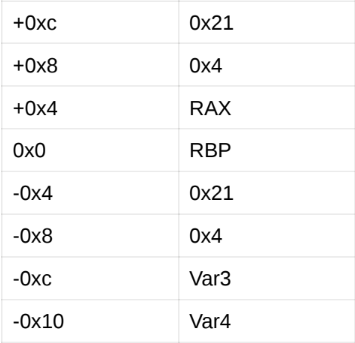 +0xc 0x21
+0x8 0x4
+0x4 RAX
0x0 RBP
-0x4 0x21
-0x8 0x4
-0xc Var3
-0x10 Var4